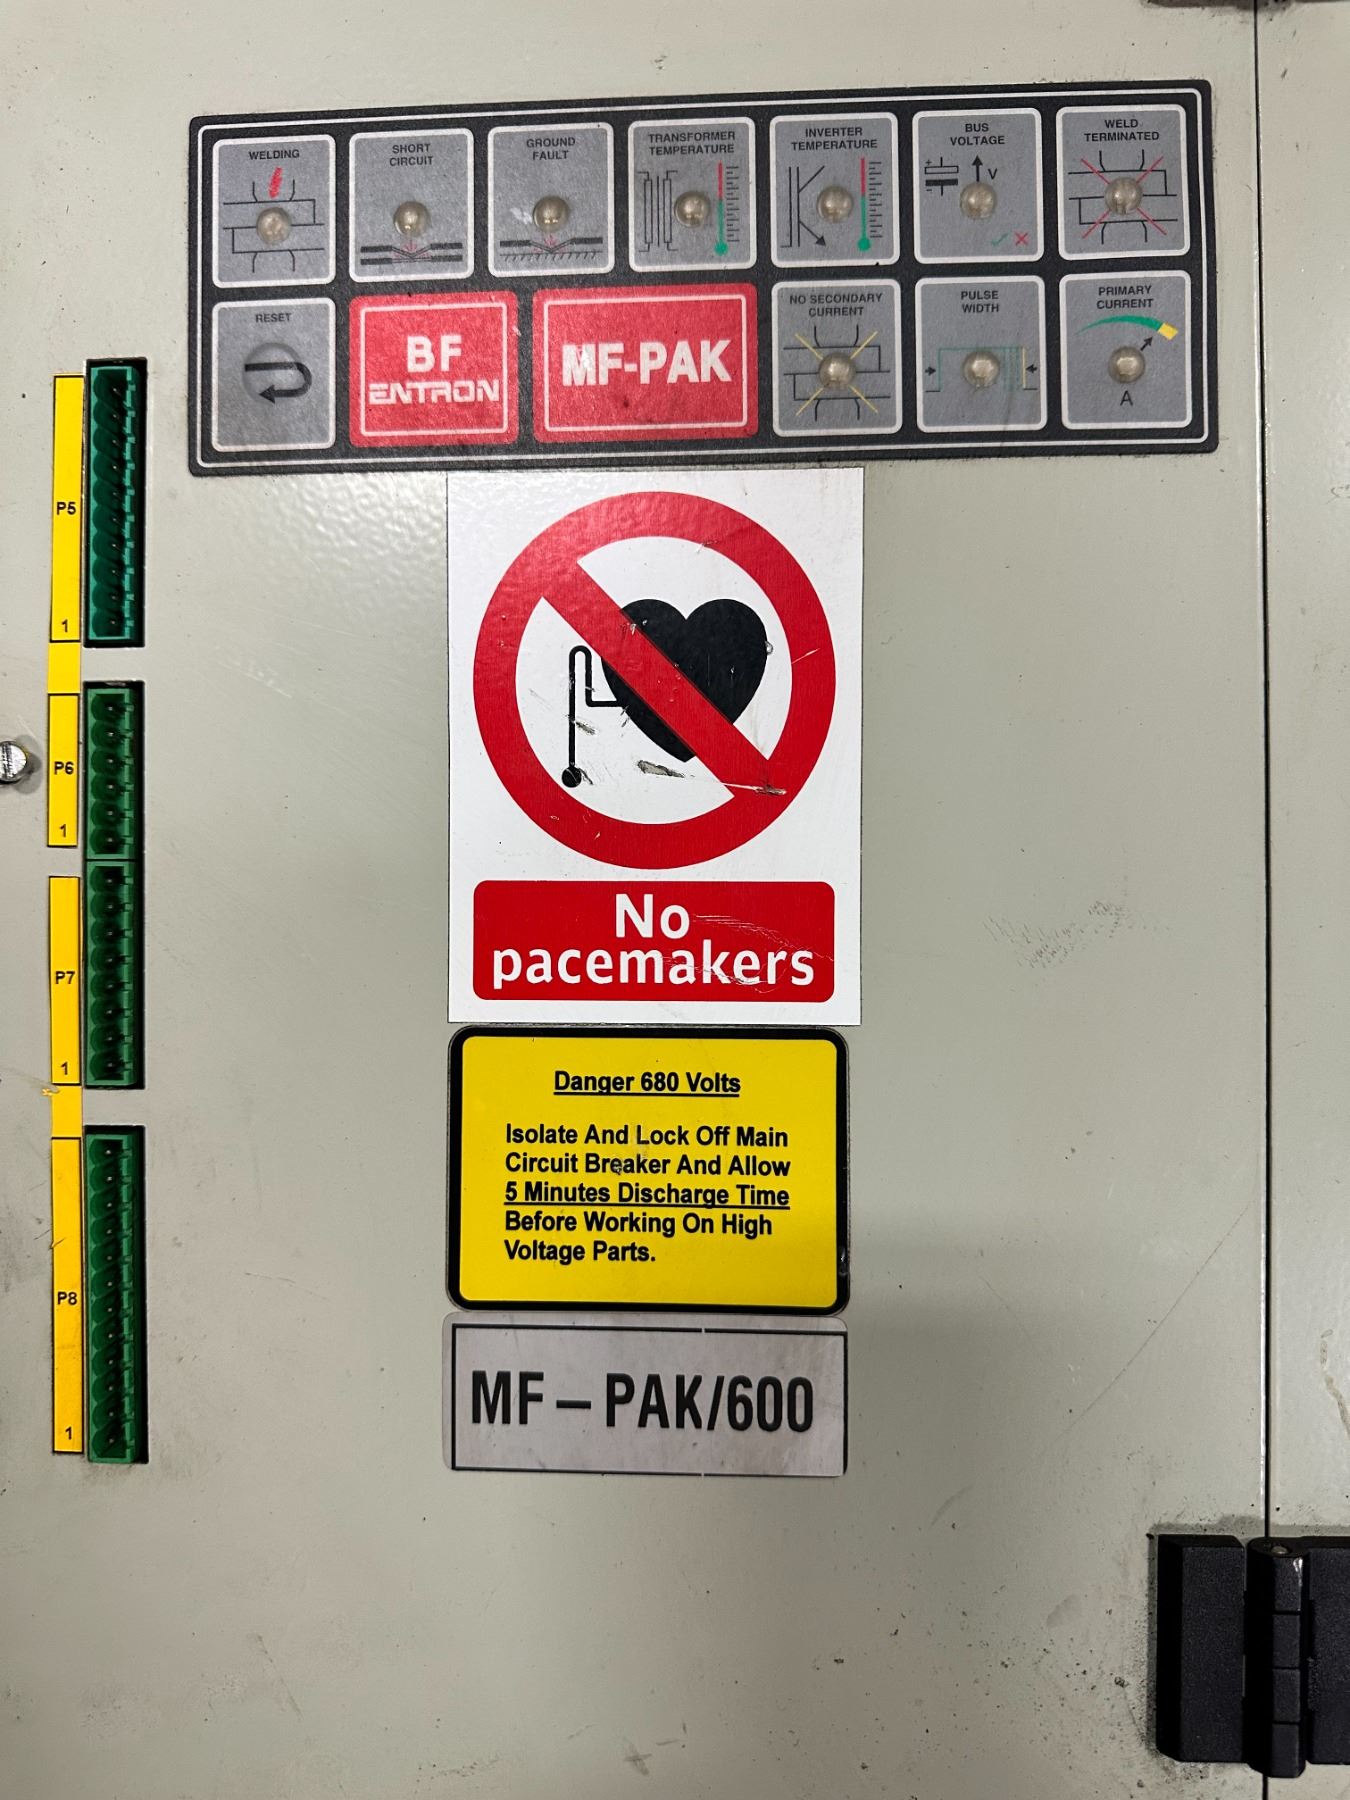 WELDING
SHORT
CIRCUIT
GROUND
FAULT
TRANSFORMER
TEMPERATURE
INVERTER
TEMPERATURE
BUS
VOLTAGE
V
WELD
TERMINATED
RESET
BF
ENTRON
MF-PAK
NO SECONDARY
CURRENT
PULSE
WIDTH
PRIMARY
CURRENT
A
P5
1
P6
1
P7
1
P8
1
No
pacemakers
Danger 680 Volts
Isolate And Lock Off Main
Circuit Breaker And Allow
5 Minutes Discharge Time
Before Working On High
Voltage Parts.
MF – PAK/600